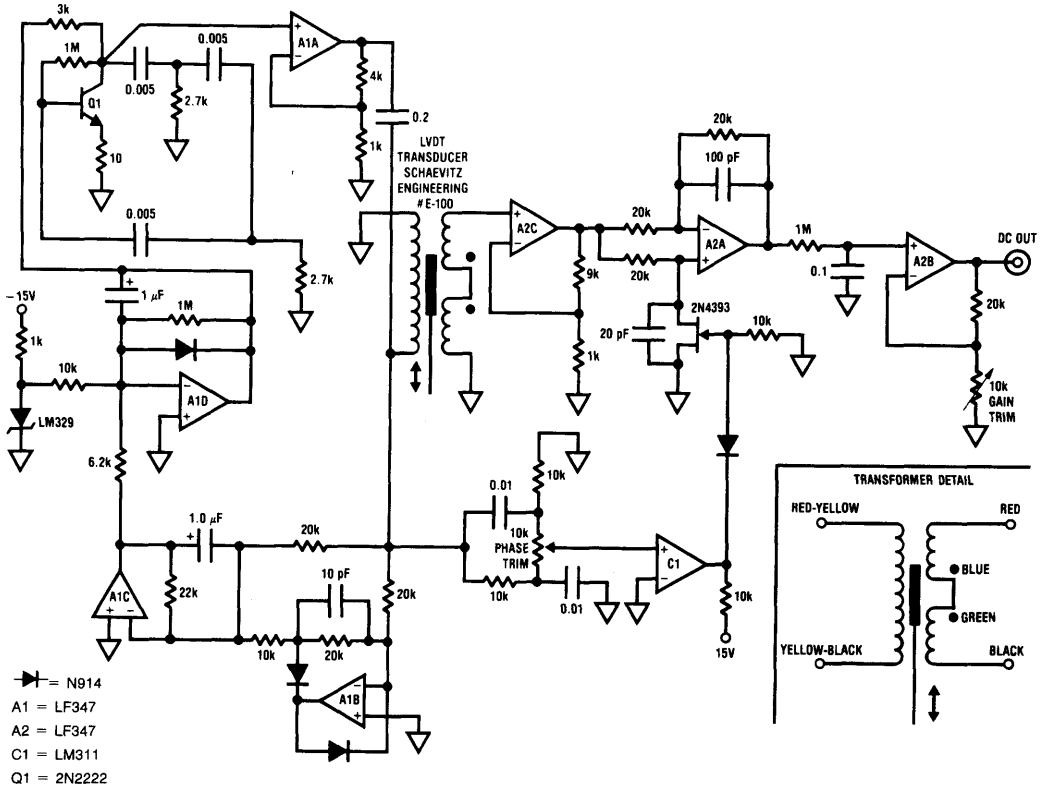 3k
1M
0.005
0.005
2.7k
Q1
10
0.005
2.7k
+
−
A1A
4k
1k
0.2
LVDT
TRANSDUCER
SCHAEVITZ
ENGINEERING
#E-100
+
−
A2C
9k
1k
20k
20k
20k
100 pF
−
+
A2A
2N4393
20 pF
10k
1M
0.1
+
−
A2B
DC OUT
20k
10k
GAIN
TRIM
−15V
1k
+
1 μF
1M
10k
−
+
A1D
LM329
6.2k
1.0 μF
+
20k
A1C
+ −
22k
10 pF
20k
10k
20k
A1B
−
+
0.01
10k
10k
PHASE
TRIM
10k
0.01
+
−
C1
10k
15V
TRANSFORMER DETAIL
RED-YELLOW
RED
BLUE
GREEN
YELLOW-BLACK
BLACK
= N914
A1 = LF347
A2 = LF347
C1 = LM311
Q1 = 2N2222